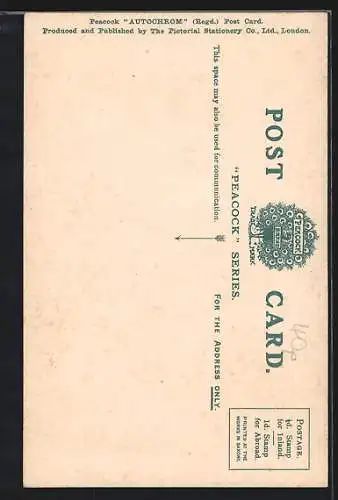 Peacock "AUTOCHROM" (Regd.) Post Card.
Produced and Published by The Pictorial Stationery Co., Ltd., London.
POST CARD.
PEACOCK
TRADE MARK
"PEACOCK" SERIES.
This space may also be used for communication.
FOR THE ADDRESS ONLY.
POSTAGE.
½d. Stamp
for Inland.
1d. Stamp
for Abroad.
PRINTED AT THE
WORKS IN SAXONY.
40p